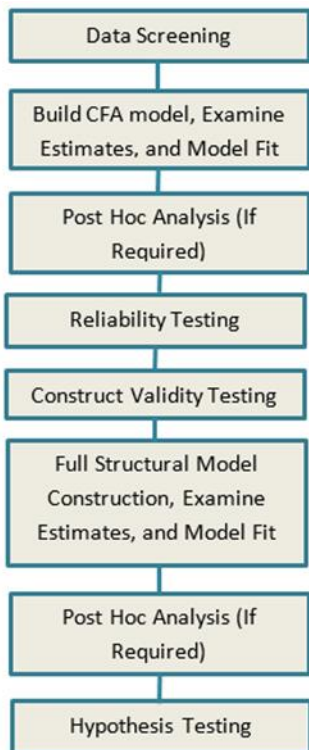 Data Screening
Build CFA model, Examine
Estimates, and Model Fit
Post Hoc Analysis (If
Required)
Reliability Testing
Construct Validity Testing
Full Structural Model
Construction, Examine
Estimates, and Model Fit
Post Hoc Analysis (If
Required)
Hypothesis Testing